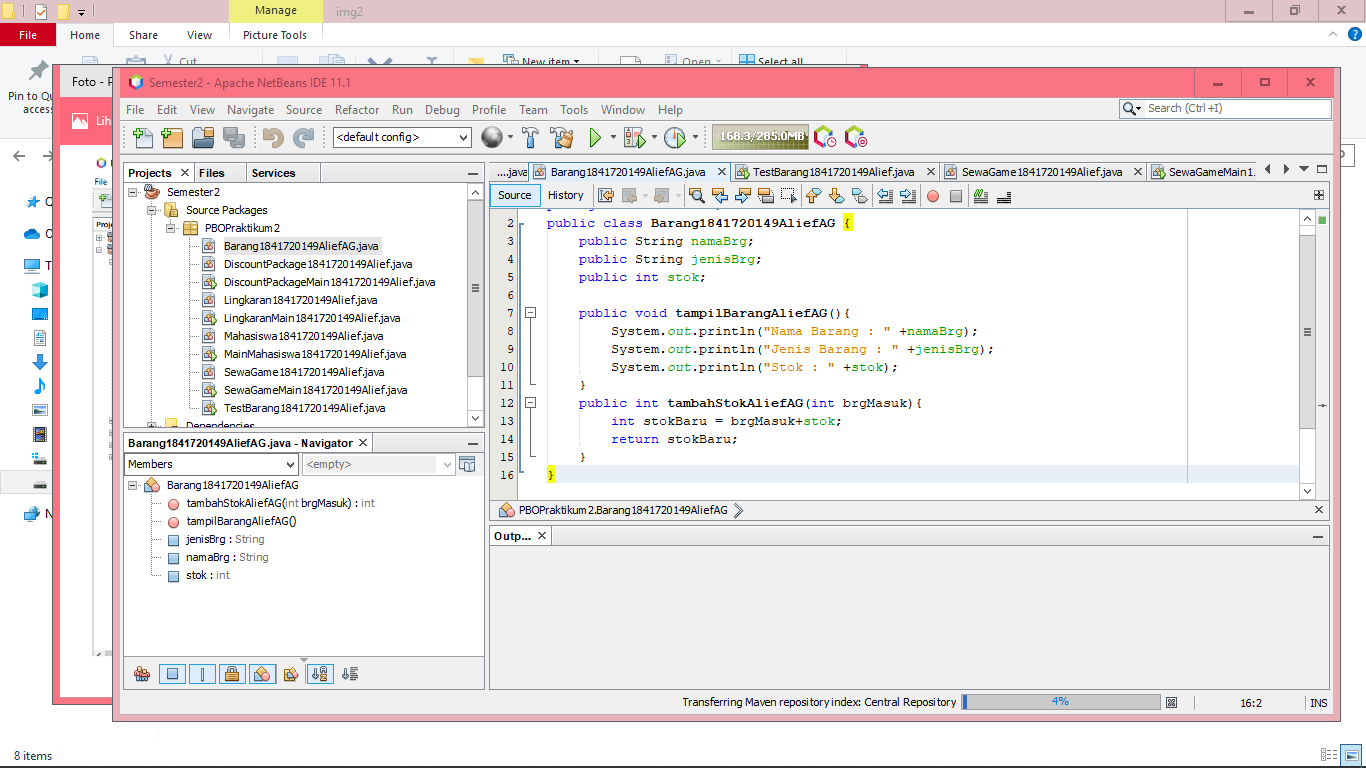 Manage
img2
File
Home
Share
View
Picture Tools
Cut
New item
Open
Select all
Pin to Qu
access
Foto - P
Lih
File
Proje
Semester2 - Apache NetBeans IDE 11.1
File Edit View Navigate Source Refactor Run Debug Profile Team Tools Window Help
Search (Ctrl+I)
<default config>
168.3/285.0MB
Projects
Files
Services
Semester2
Source Packages
PBOPraktikum2
Barang1841720149AliefAG.java
DiscountPackage1841720149Alief.java
DiscountPackageMain1841720149Alief.java
Lingkaran1841720149Alief.java
LingkaranMain1841720149Alief.java
Mahasiswa1841720149Alief.java
MainMahasiswa1841720149Alief.java
SewaGame1841720149Alief.java
SewaGameMain1841720149Alief.java
TestBarang1841720149Alief.java
Dependencies
Barang1841720149AliefAG.java - Navigator
Members
<empty>
Barang1841720149AliefAG
tambahStokAliefAG(int brgMasuk) : int
tampilBarangAliefAG()
jenisBrg : String
namaBrg : String
stok : int
....java
Barang1841720149AliefAG.java
TestBarang1841720149Alief.java
SewaGame1841720149Alief.java
SewaGameMain1...
Source
History
2 public class Barang1841720149AliefAG {
3 public String namaBrg;
4 public String jenisBrg;
5 public int stok;
6
7 public void tampilBarangAliefAG(){
8 System.out.println("Nama Barang : " +namaBrg);
9 System.out.println("Jenis Barang : " +jenisBrg);
10 System.out.println("Stok : " +stok);
11 }
12 public int tambahStokAliefAG(int brgMasuk){
13 int stokBaru = brgMasuk+stok;
14 return stokBaru;
15 }
16 }
PBOPraktikum2.Barang1841720149AliefAG
Outp...
Transferring Maven repository index: Central Repository
4%
16:2
INS
8 items